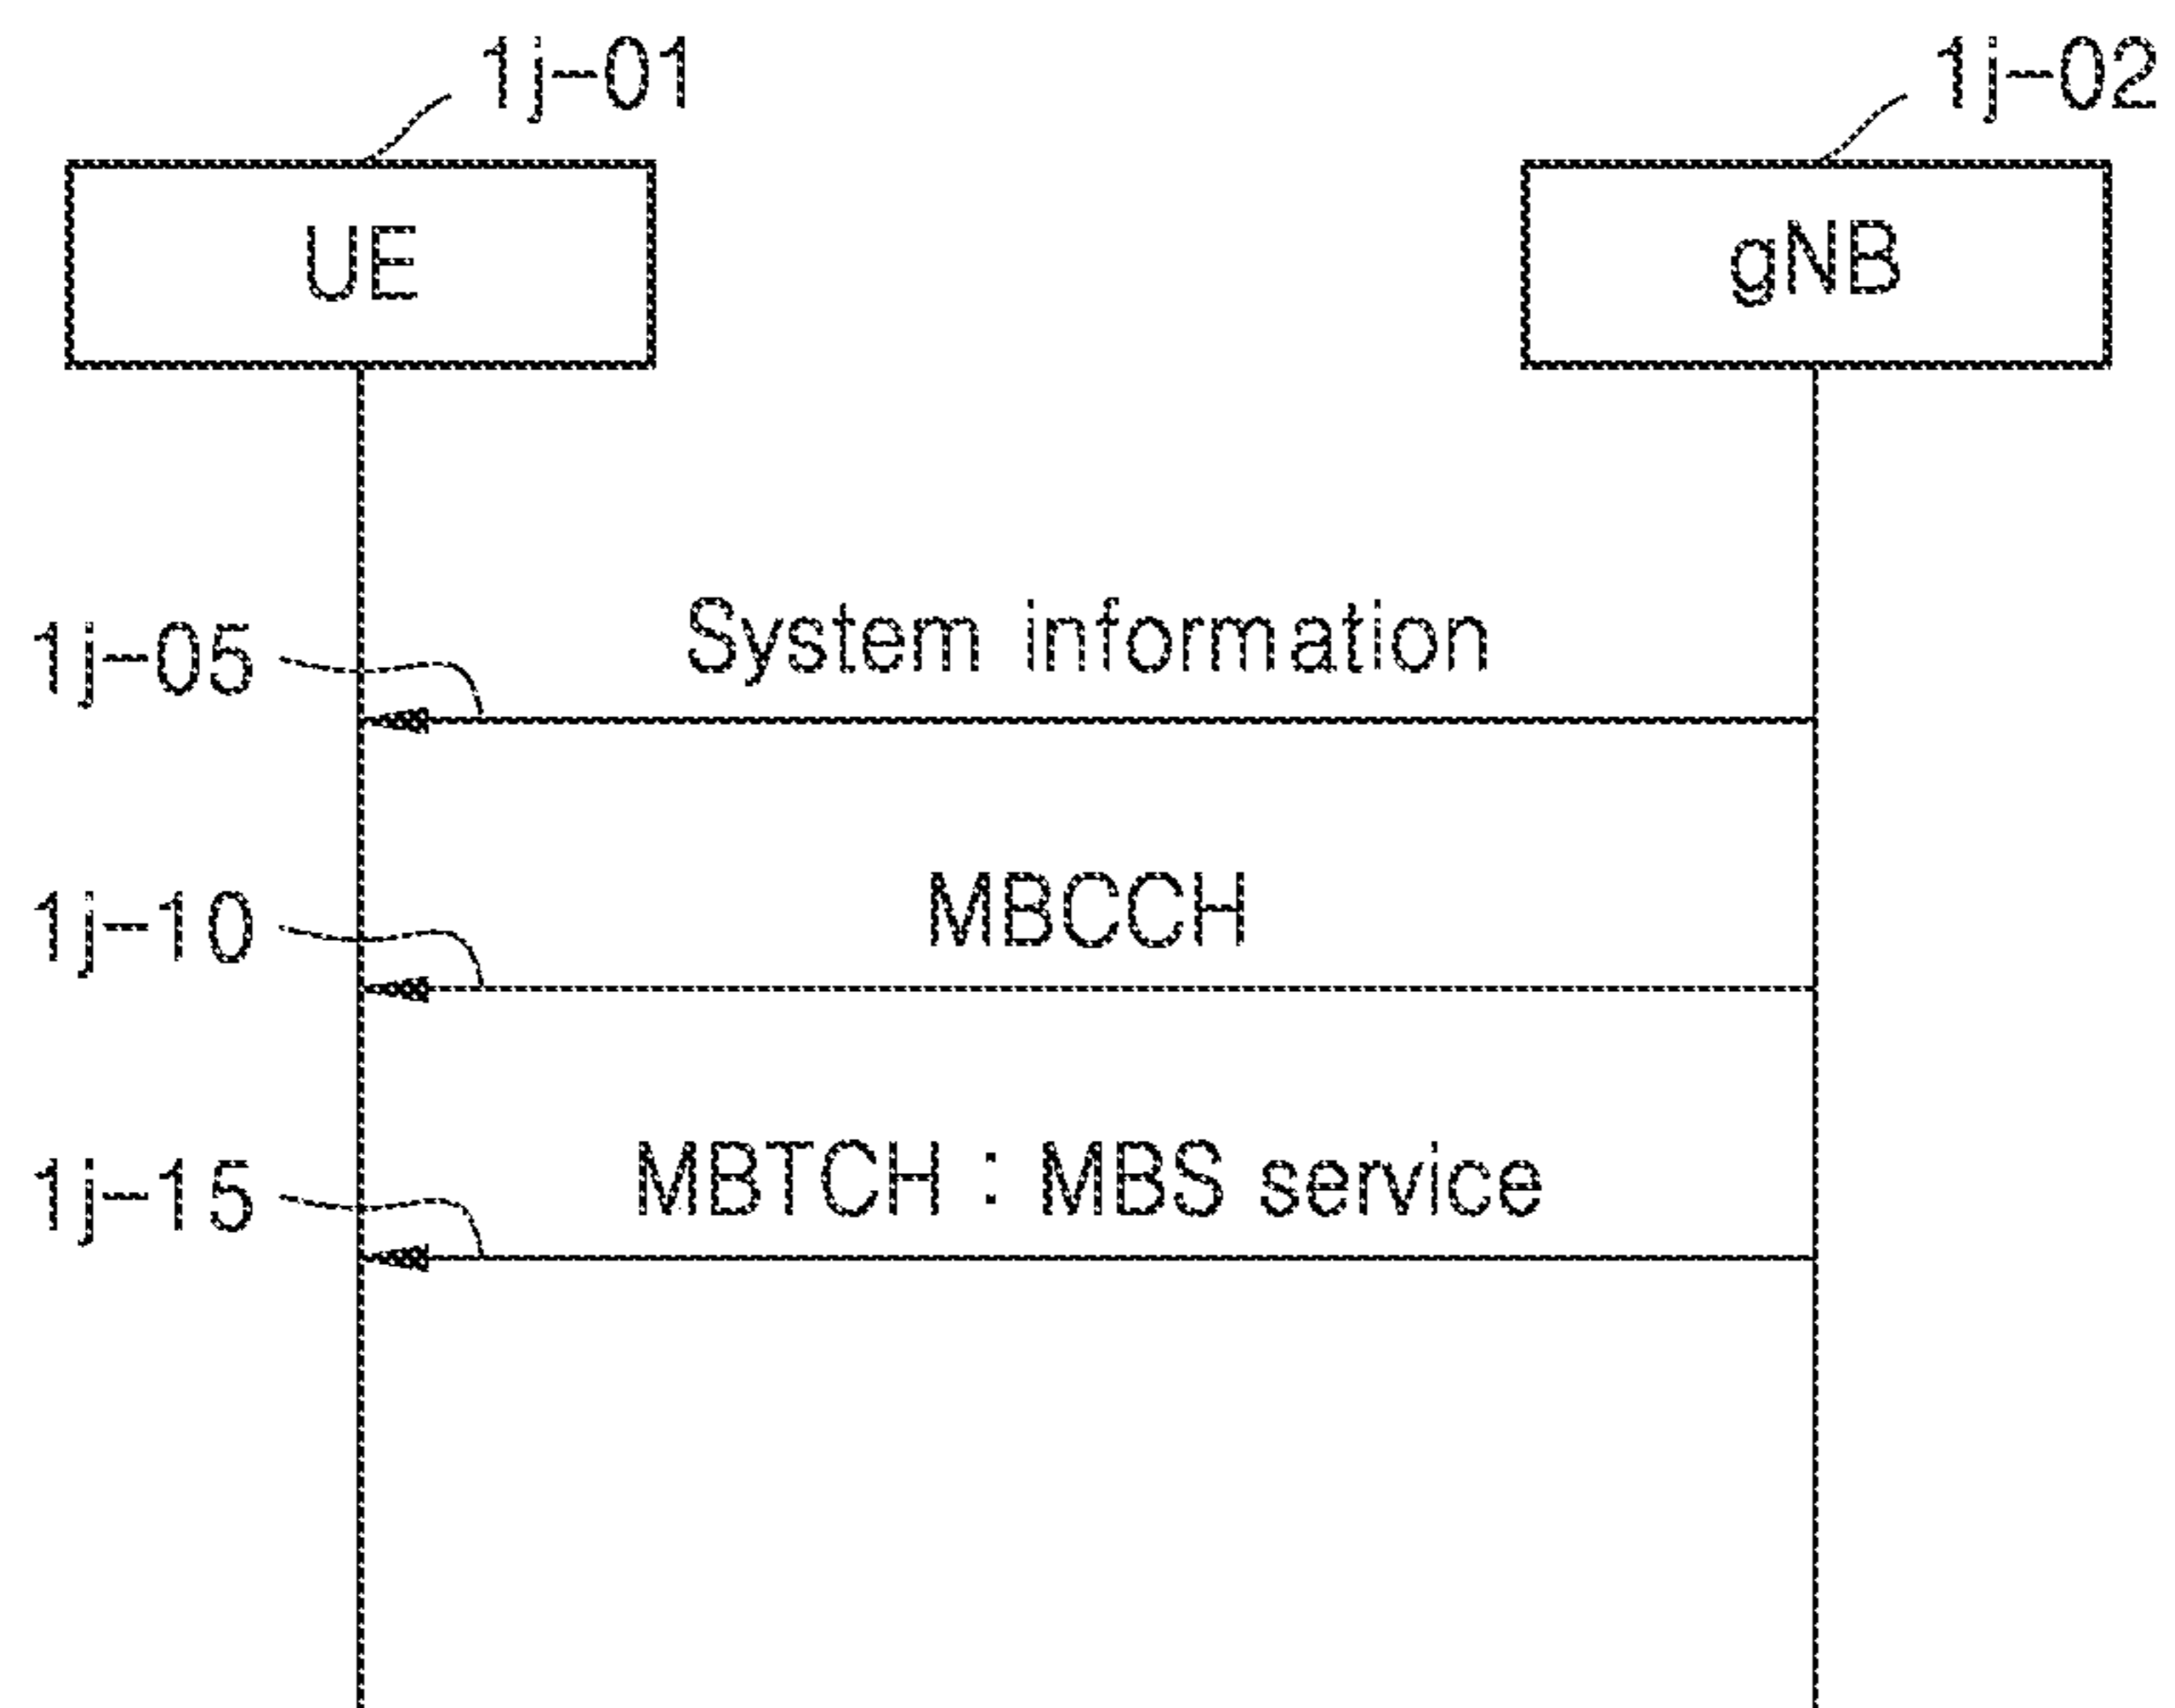 1j-01
1j-02
UE
gNB
System information
1j-05
MBCCH
1j-10
MBTCH : MBS service
1j-15